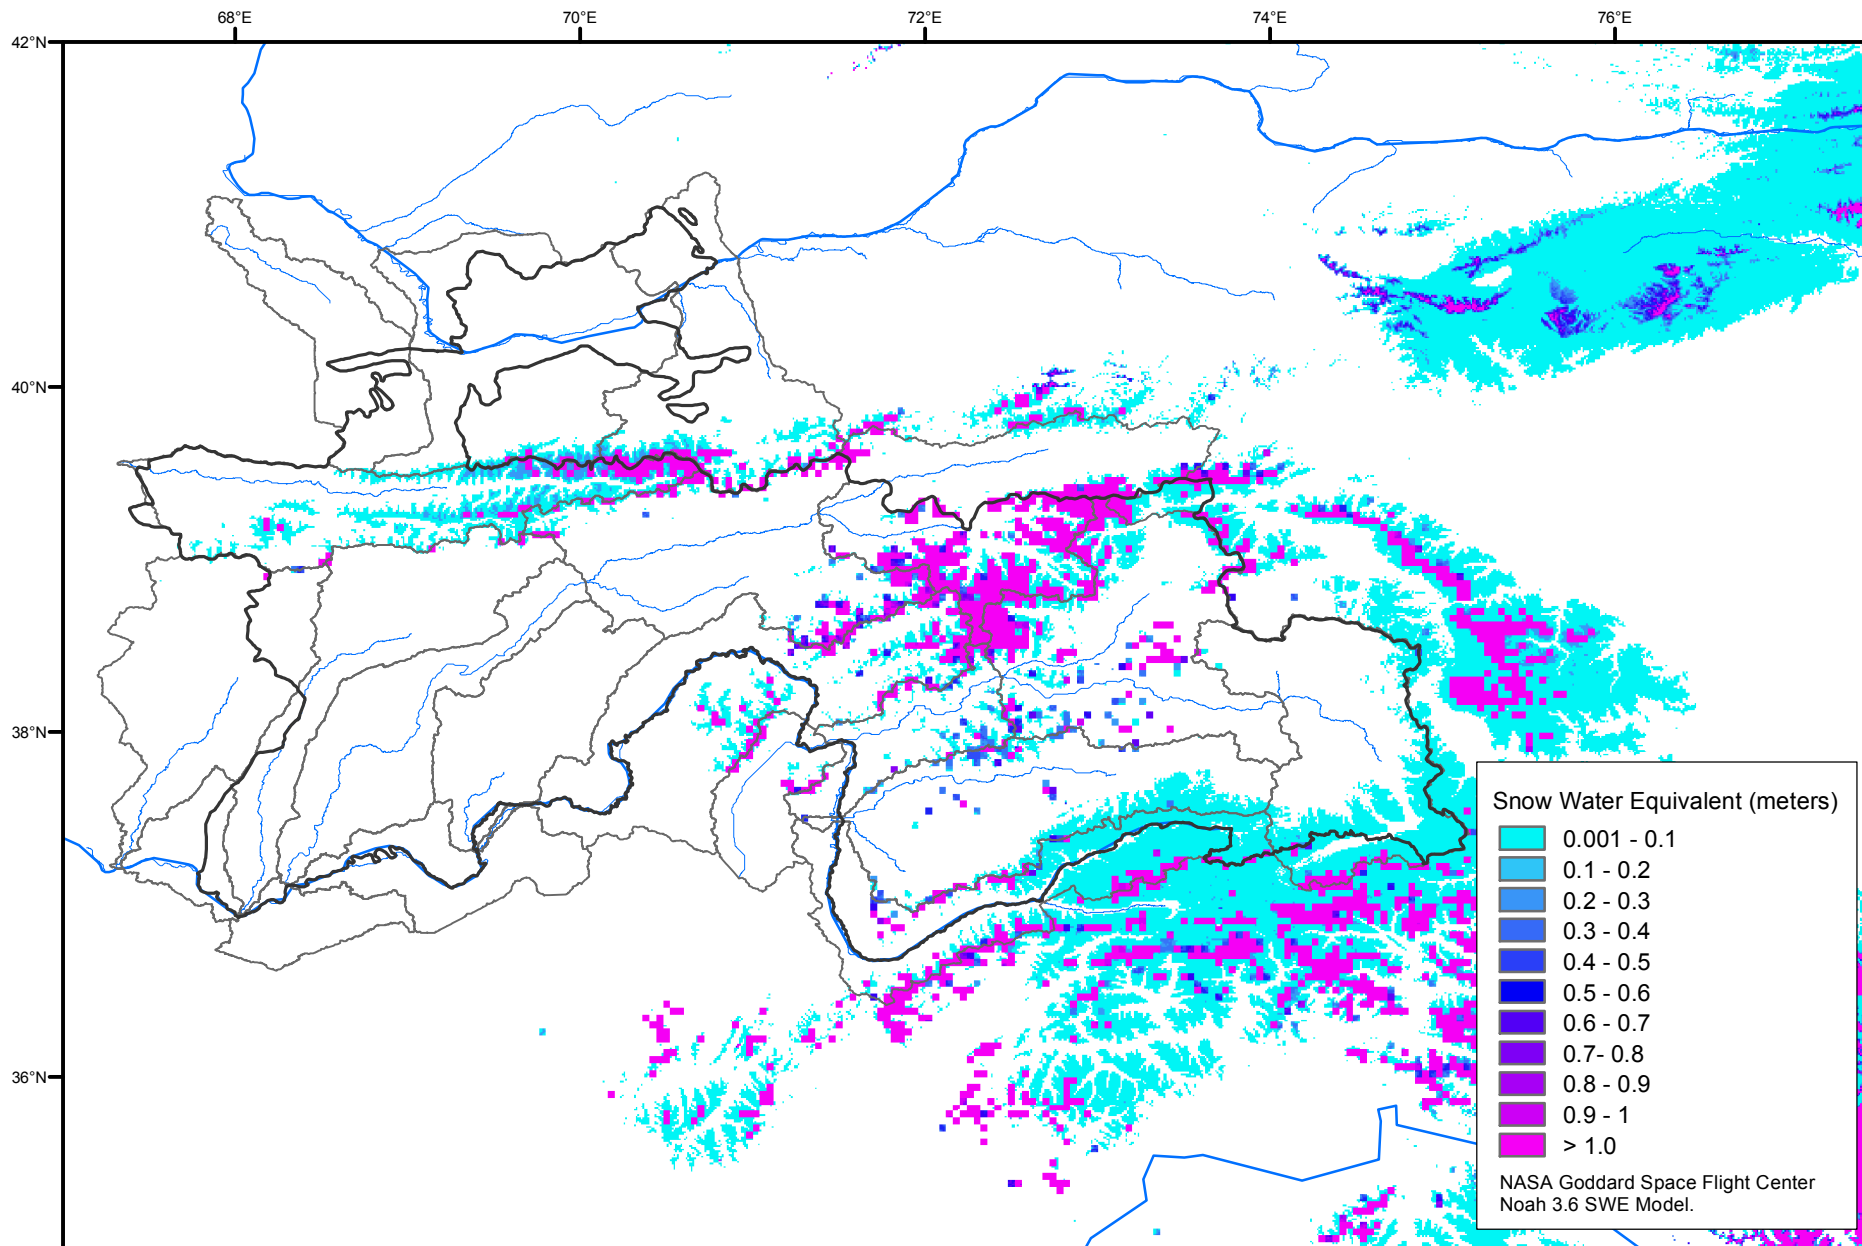 68°E
70°E
72°E
74°E
76°E
42°N
40°N
38°N
36°N
Snow Water Equivalent (meters)
0.001 - 0.1
0.1 - 0.2
0.2 - 0.3
0.3 - 0.4
0.4 - 0.5
0.5 - 0.6
0.6 - 0.7
0.7- 0.8
0.8 - 0.9
0.9 - 1
> 1.0
NASA Goddard Space Flight Center
Noah 3.6 SWE Model.